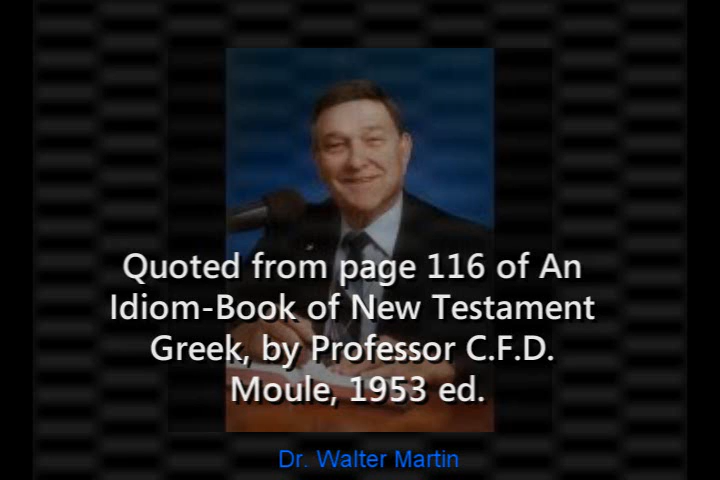 Quoted from page 116 of An
Idiom-Book of New Testament
Greek, by Professor C.F.D.
Moule, 1953 ed.
Dr. Walter Martin